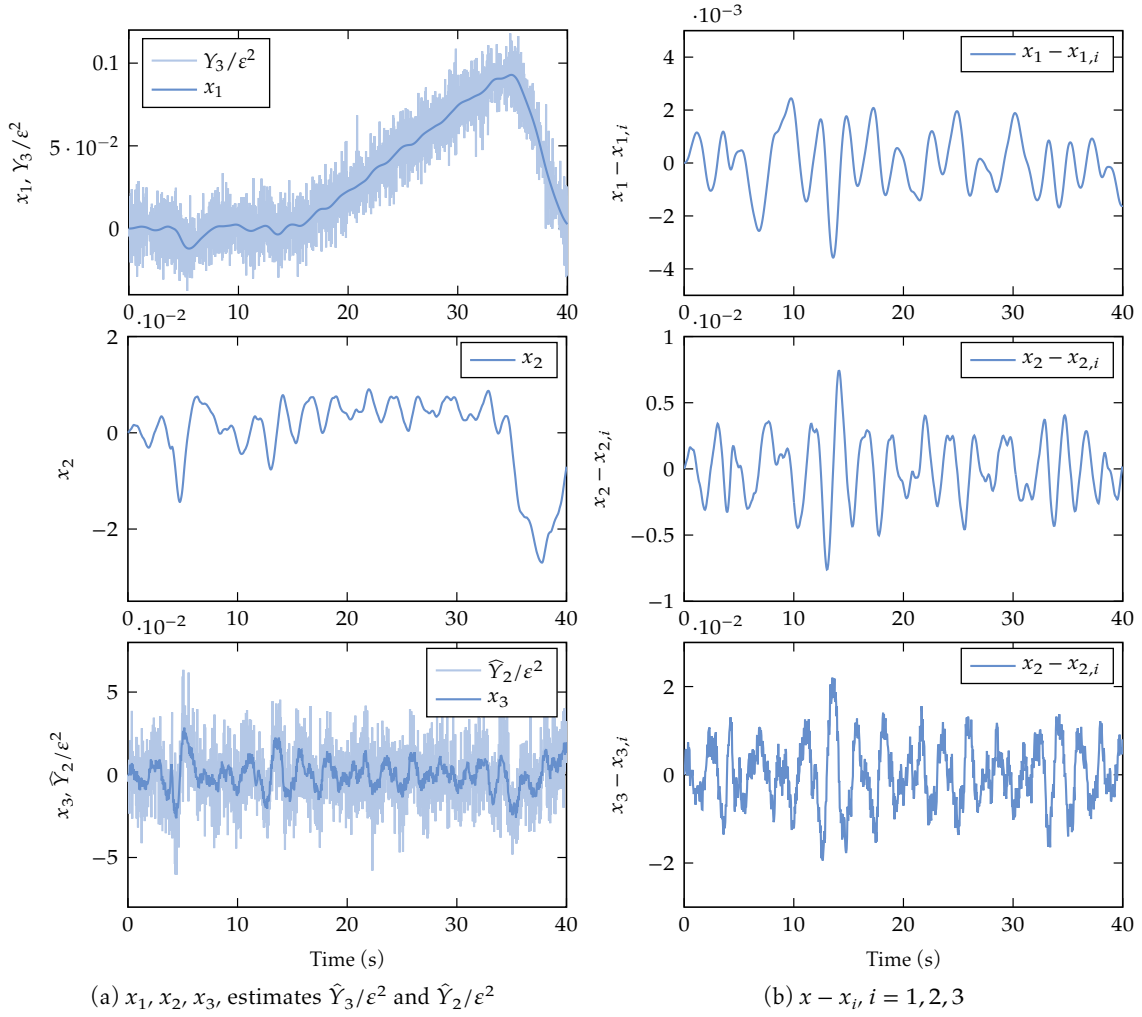 ·10⁻³
0.1
5 · 10⁻²
0
x₁, Y₃/ε²
Y₃/ε²
x₁
0 10 20 30 40
4
2
0
−2
−4
x₁ − x₁,ᵢ
x₁ − x₁,ᵢ
0 10 20 30 40
·10⁻²
2
0
−2
x₂
x₂
0 10 20 30 40
·10⁻²
1
0.5
0
−0.5
−1
x₂ − x₂,ᵢ
x₂ − x₂,ᵢ
0 10 20 30 40
·10⁻²
5
0
−5
x₃, Ŷ₂/ε²
Ŷ₂/ε²
x₃
0 10 20 30 40
Time (s)
·10⁻²
2
0
−2
x₃ − x₃,ᵢ
x₂ − x₂,ᵢ
0 10 20 30 40
Time (s)
(a) x₁, x₂, x₃, estimates Ŷ₃/ε² and Ŷ₂/ε²
(b) x − xᵢ, i = 1, 2, 3